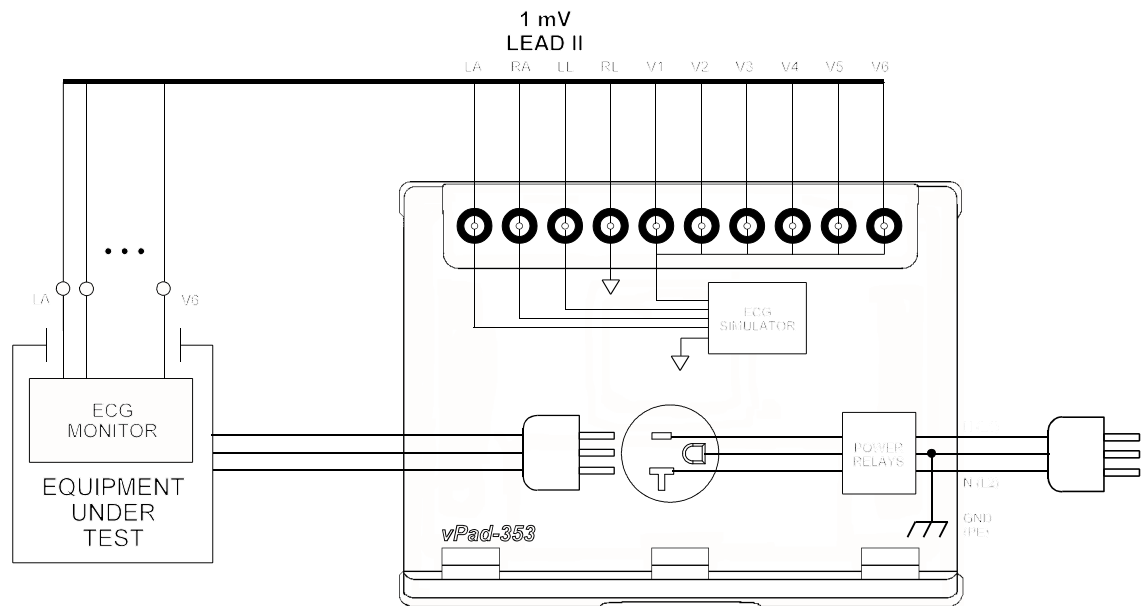 1 mV
LEAD II
LA RA LL RL V1 V2 V3 V4 V5 V6
LA
V6
ECG
SIMULATOR
ECG
MONITOR
EQUIPMENT
UNDER
TEST
POWER
RELAYS
N (L2)
GND
(PE)
vPad-353